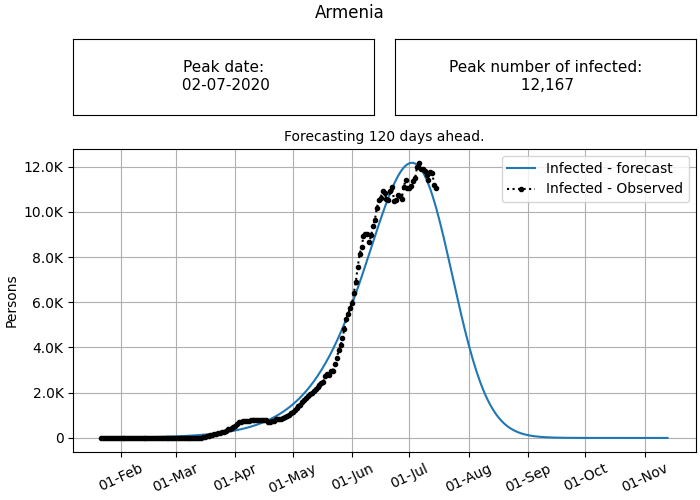 Armenia
Peak date:
02-07-2020
Peak number of infected:
12,167
Forecasting 120 days ahead.
Infected - forecast
Infected - Observed
12.0K
10.0K
8.0K
6.0K
4.0K
2.0K
0
Persons
01-Feb
01-Mar
01-Apr
01-May
01-Jun
01-Jul
01-Aug
01-Sep
01-Oct
01-Nov